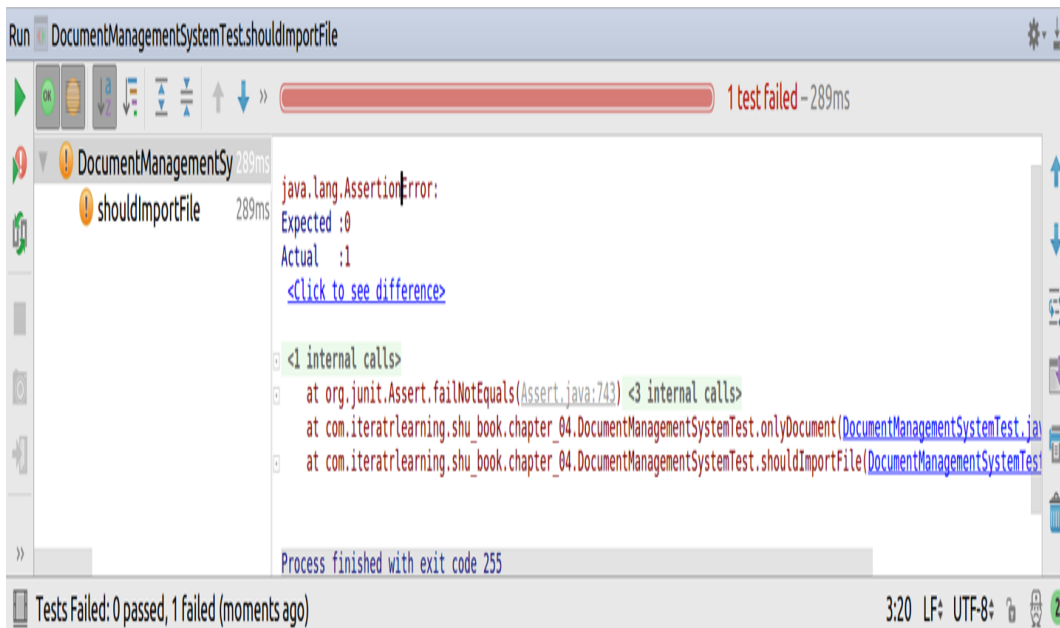 Run DocumentManagementSystemTest.shouldImportFile
OK
a
z
» 1 test failed – 289ms
DocumentManagementSy 289ms
shouldImportFile 289ms
java.lang.AssertionError:
Expected :0
Actual :1
<Click to see difference>
<1 internal calls>
at org.junit.Assert.failNotEquals(Assert.java:743) <3 internal calls>
at com.iteratrlearning.shu_book.chapter_04.DocumentManagementSystemTest.onlyDocument(DocumentManagementSystemTest.jav
at com.iteratrlearning.shu_book.chapter_04.DocumentManagementSystemTest.shouldImportFile(DocumentManagementSystemTest
Process finished with exit code 255
»
Tests Failed: 0 passed, 1 failed (moments ago) 3:20 LF UTF-8 2